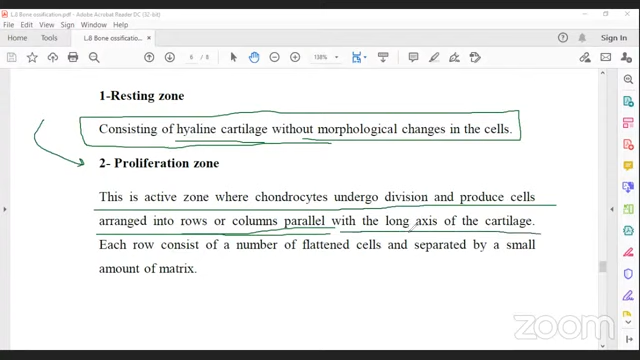 L.8 Bone ossification.pdf - Adobe Acrobat Reader DC (32-bit)
File Edit View Sign Window Help
Home Tools L.8 Bone ossificatio... × Sign In
6 / 8 138%
1-Resting zone
Consisting of hyaline cartilage without morphological changes in the cells.
2- Proliferation zone
This is active zone where chondrocytes undergo division and produce cells
arranged into rows or columns parallel with the long axis of the cartilage.
Each row consist of a number of flattened cells and separated by a small
amount of matrix.
zoom